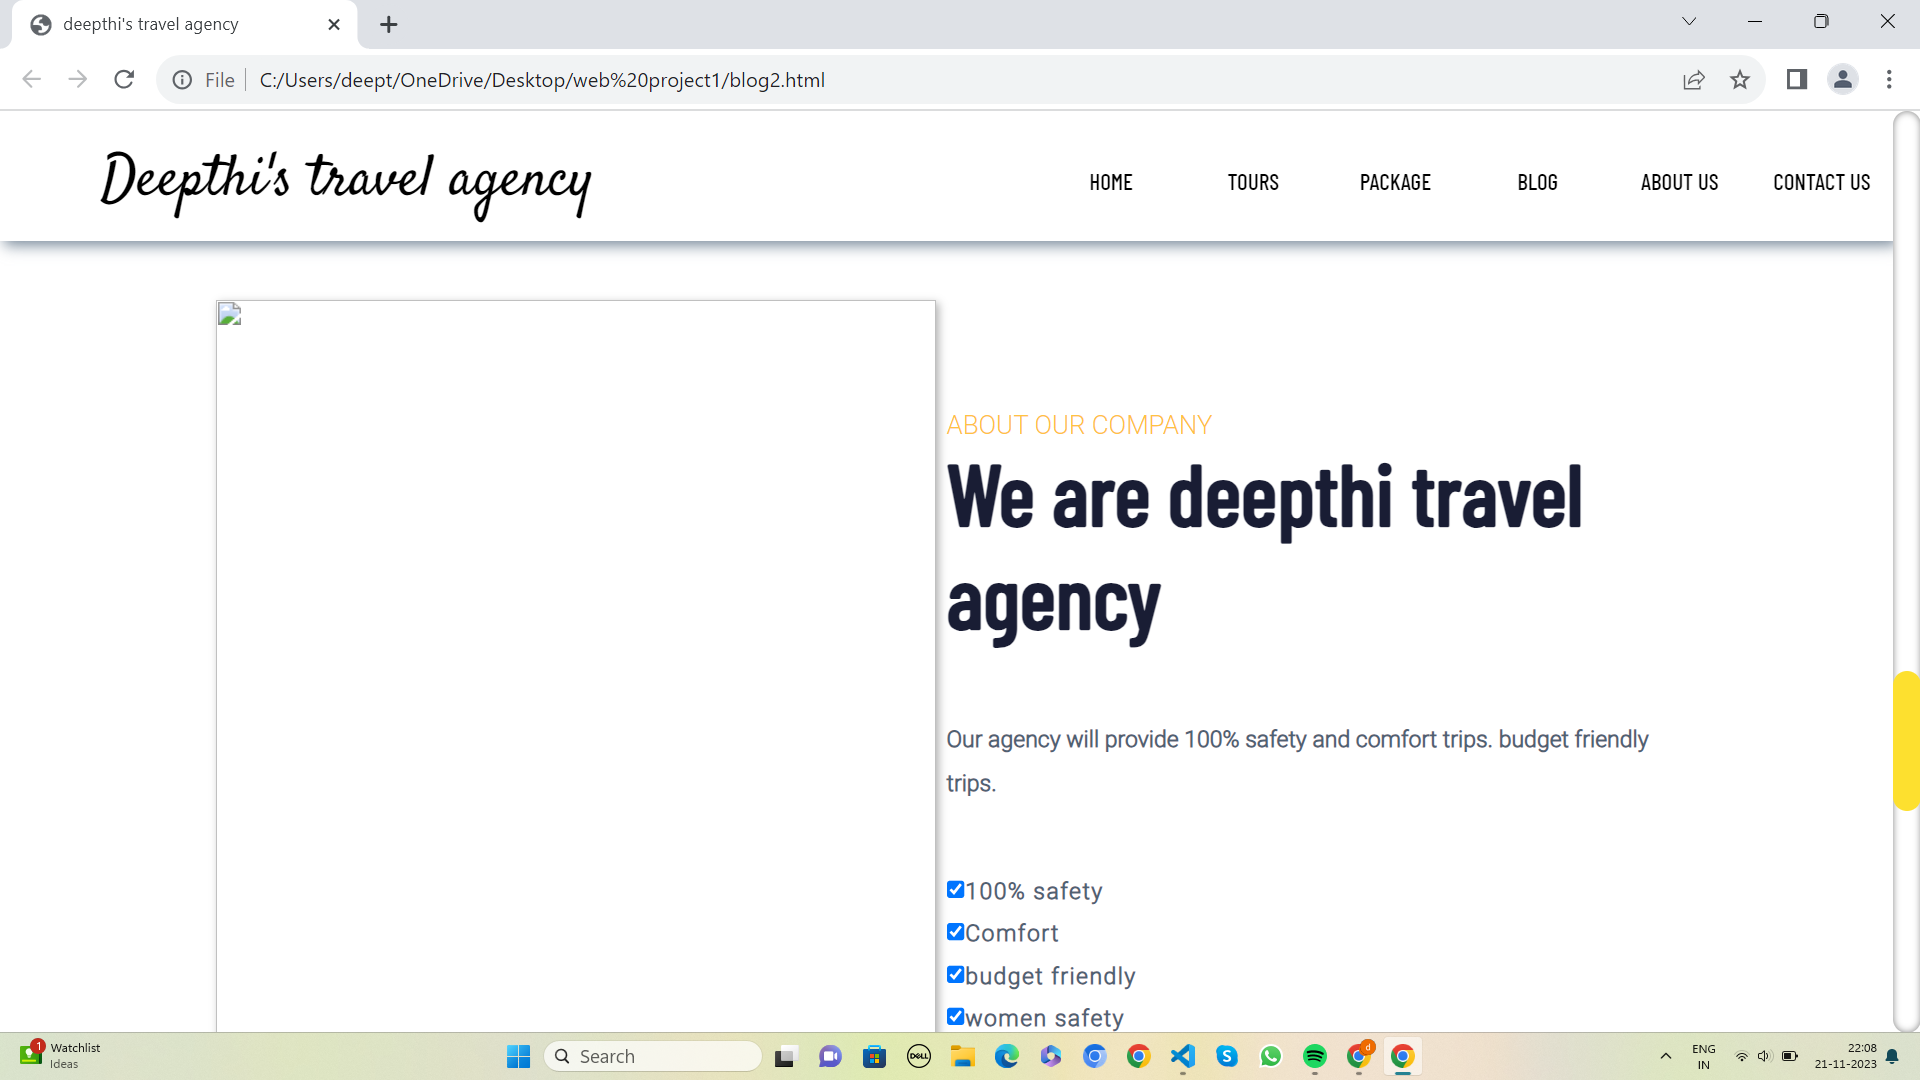 deepthi's travel agency
File
C:/Users/deept/OneDrive/Desktop/web%20project1/blog2.html
Deepthi's travel agency
HOME TOURS PACKAGE BLOG ABOUT US CONTACT US
ABOUT OUR COMPANY
We are deepthi travel
agency
Our agency will provide 100% safety and comfort trips. budget friendly
trips.
100% safety
Comfort
budget friendly
women safety
1
Watchlist
Ideas
Search
DELL
S
d
ENG
IN
22:08
21-11-2023